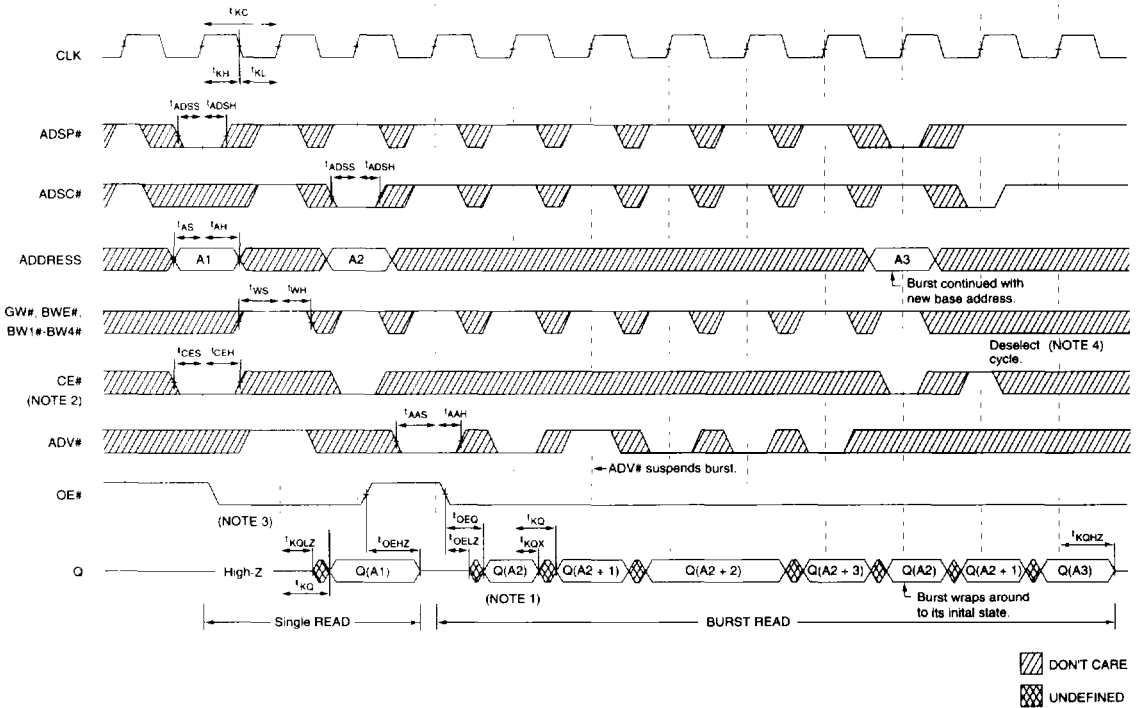 tKC
CLK
tKH tKL
tADSS tADSH
ADSP#
tADSS tADSH
ADSC#
tAS tAH
ADDRESS A1 A2 A3
Burst continued with
new base address.
tWS tWH
GW#, BWE#,
BW1#-BW4#
Deselect (NOTE 4)
cycle.
tCES tCEH
CE#
(NOTE 2)
tAAS tAAH
ADV#
ADV# suspends burst.
OE#
(NOTE 3)
tKQLZ tOEHZ tOEQ tOELZ tKQ tKQX tKQHZ
Q High-Z Q(A1) Q(A2) Q(A2 + 1) Q(A2 + 2) Q(A2 + 3) Q(A2) Q(A2 + 1) Q(A3)
tKQ
(NOTE 1)
Burst wraps around
to its inital state.
Single READ BURST READ
DON'T CARE
UNDEFINED